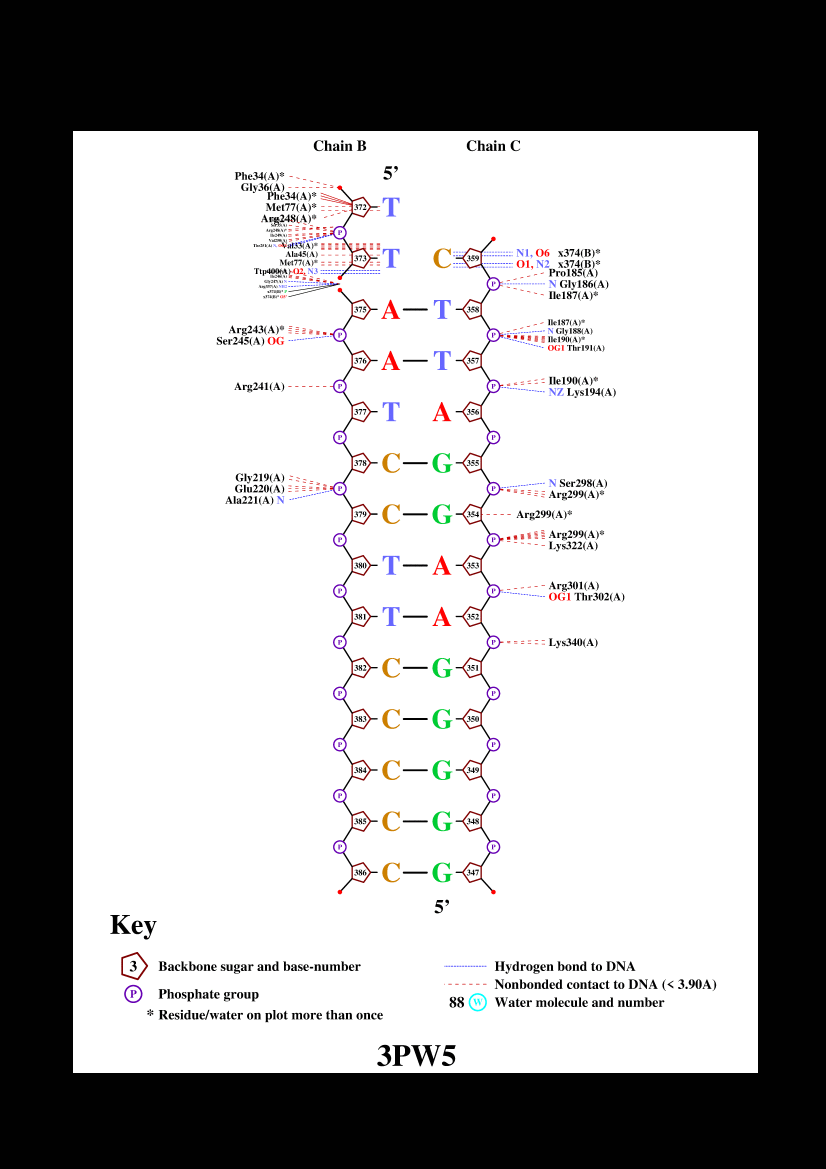 Chain B Chain C
5'
Phe34(A)*
Gly36(A)
Phe34(A)*
Met77(A)*
Arg248(A)*
372 T
P
Val33(A)*
Ala45(A)
Met77(A)*
Ttp400(A) O2, N3
373 T C 359
N1, O6 x374(B)*
O1, N2 x374(B)*
Pro185(A)
P N Gly186(A)
Ile187(A)*
375 A T 358
Arg243(A)*
Ser245(A) OG
P P
Ile187(A)*
N Gly188(A)
Ile190(A)*
OG1 Thr191(A)
376 A T 357
Arg241(A) P P
Ile190(A)*
NZ Lys194(A)
377 T A 356
P P
378 C G 355
Gly219(A)
Glu220(A)
Ala221(A) N
P P
N Ser298(A)
Arg299(A)*
379 C G 354 Arg299(A)*
P P
Arg299(A)*
Lys322(A)
380 T A 353
P P
Arg301(A)
OG1 Thr302(A)
381 T A 352
P P Lys340(A)
382 C G 351
P P
383 C G 350
P P
384 C G 349
P P
385 C G 348
P P
386 C G 347
5'
Key
3 Backbone sugar and base-number
P Phosphate group
* Residue/water on plot more than once
Hydrogen bond to DNA
Nonbonded contact to DNA (< 3.90A)
88 W Water molecule and number
3PW5